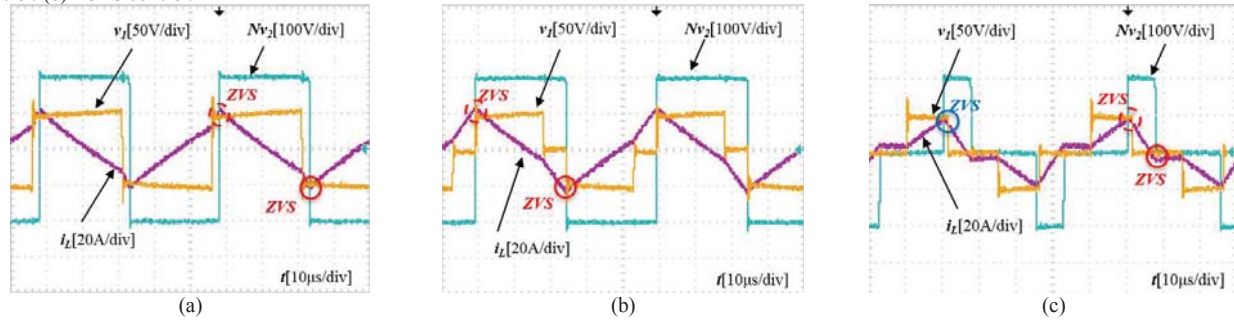 v1[50V/div] Nv2[100V/div]
ZVS
ZVS
iL[20A/div]
t[10μs/div]
(a)
v1[50V/div] Nv2[100V/div]
ZVS
ZVS
iL[20A/div]
t[10μs/div]
(b)
v1[50V/div] Nv2[100V/div]
ZVS
ZVS
ZVS
iL[20A/div]
t[10μs/div]
(c)